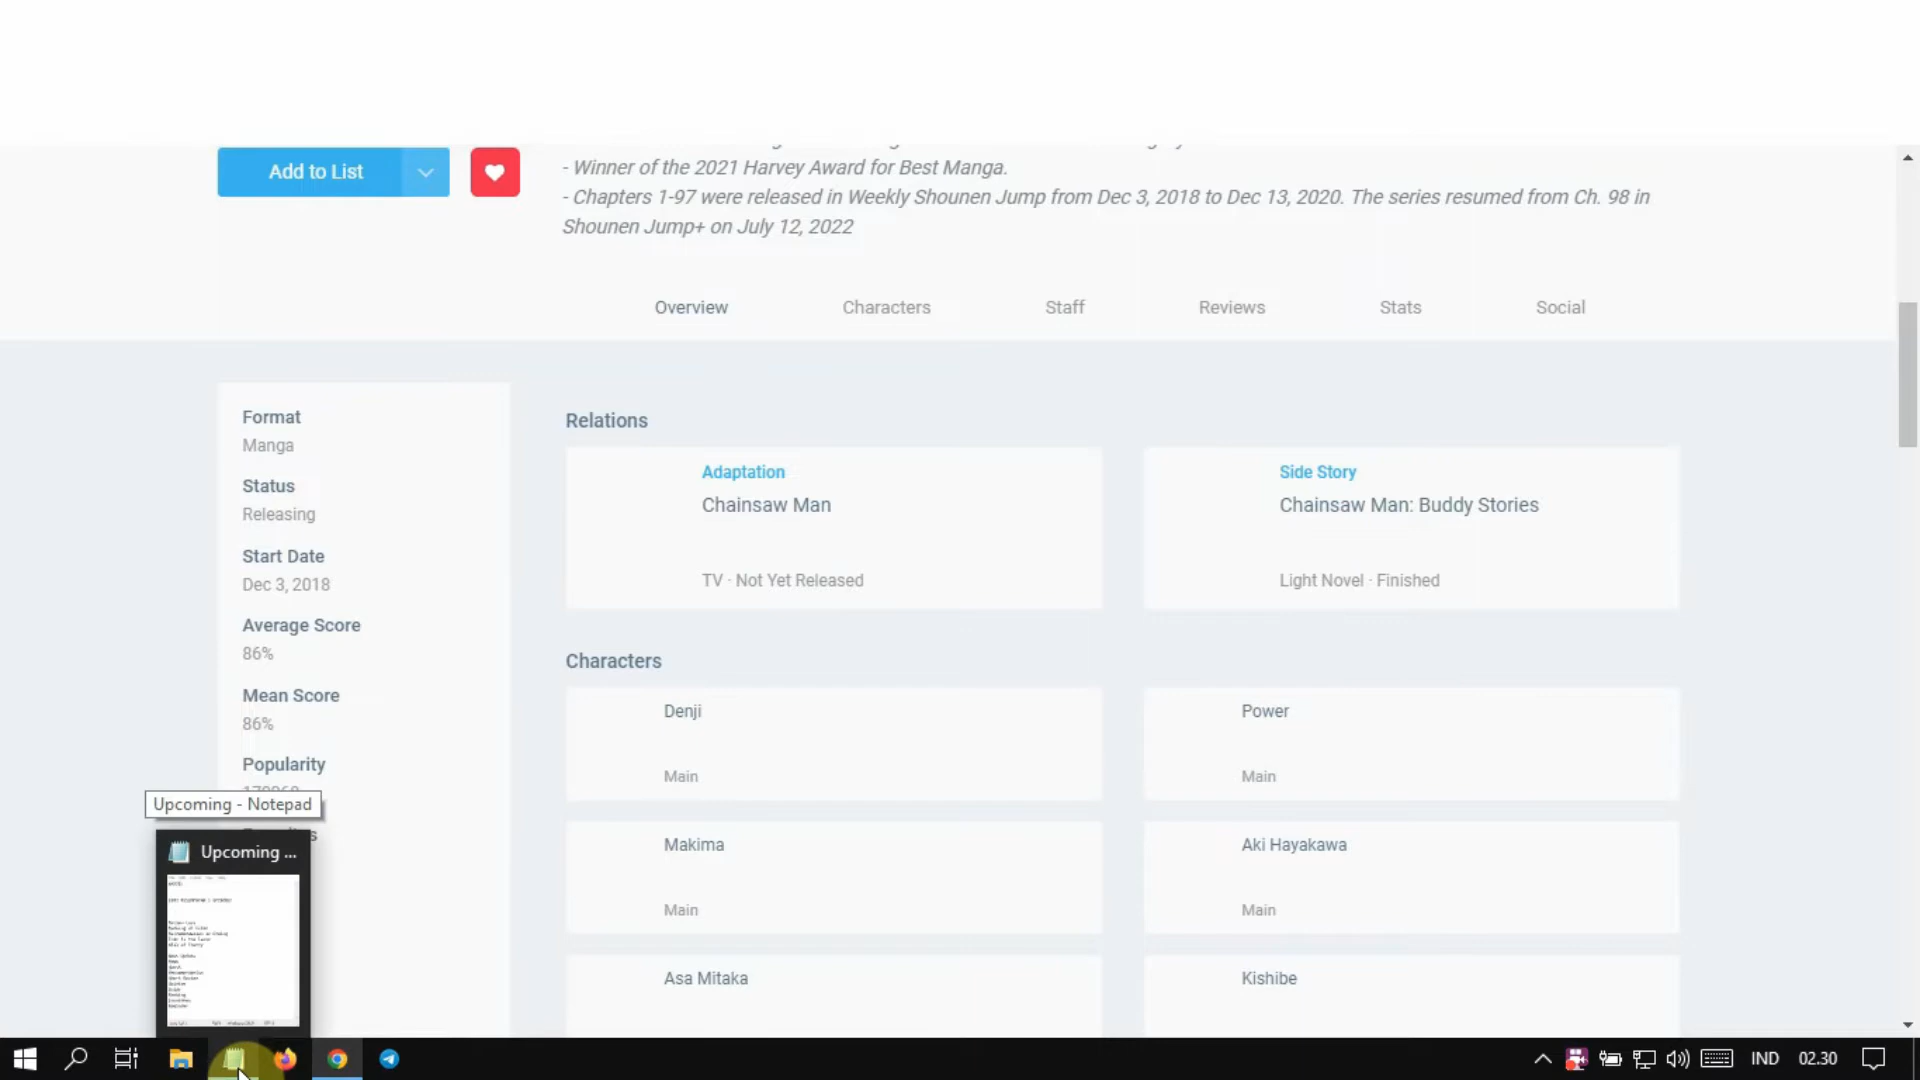 Add to List
- Winner of the 2021 Harvey Award for Best Manga.
- Chapters 1-97 were released in Weekly Shounen Jump from Dec 3, 2018 to Dec 13, 2020. The series resumed from Ch. 98 in
Shounen Jump+ on July 12, 2022
Overview Characters Staff Reviews Stats Social
Format
Manga
Status
Releasing
Start Date
Dec 3, 2018
Average Score
86%
Mean Score
86%
Popularity
Relations
Adaptation
Chainsaw Man
TV · Not Yet Released
Side Story
Chainsaw Man: Buddy Stories
Light Novel · Finished
Characters
Denji
Main
Power
Main
Makima
Main
Aki Hayakawa
Main
Asa Mitaka
Kishibe
Upcoming - Notepad
Upcoming ...
IND 02.30